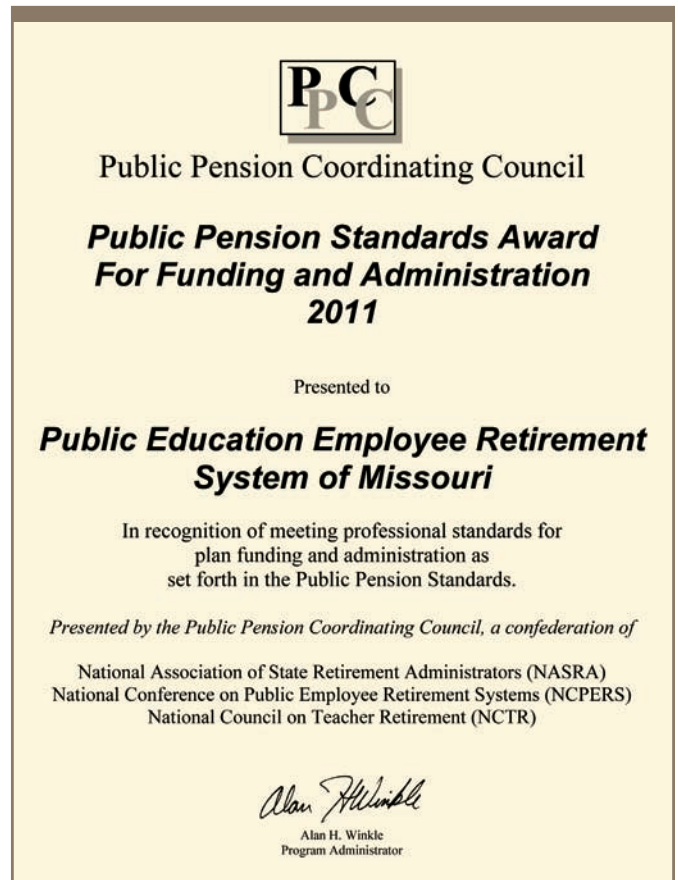 PPCC
Public Pension Coordinating Council
Public Pension Standards Award
For Funding and Administration
2011
Presented to
Public Education Employee Retirement
System of Missouri
In recognition of meeting professional standards for
plan funding and administration as
set forth in the Public Pension Standards.
Presented by the Public Pension Coordinating Council, a confederation of
National Association of State Retirement Administrators (NASRA)
National Conference on Public Employee Retirement Systems (NCPERS)
National Council on Teacher Retirement (NCTR)
Alan H Winkle
Alan H. Winkle
Program Administrator